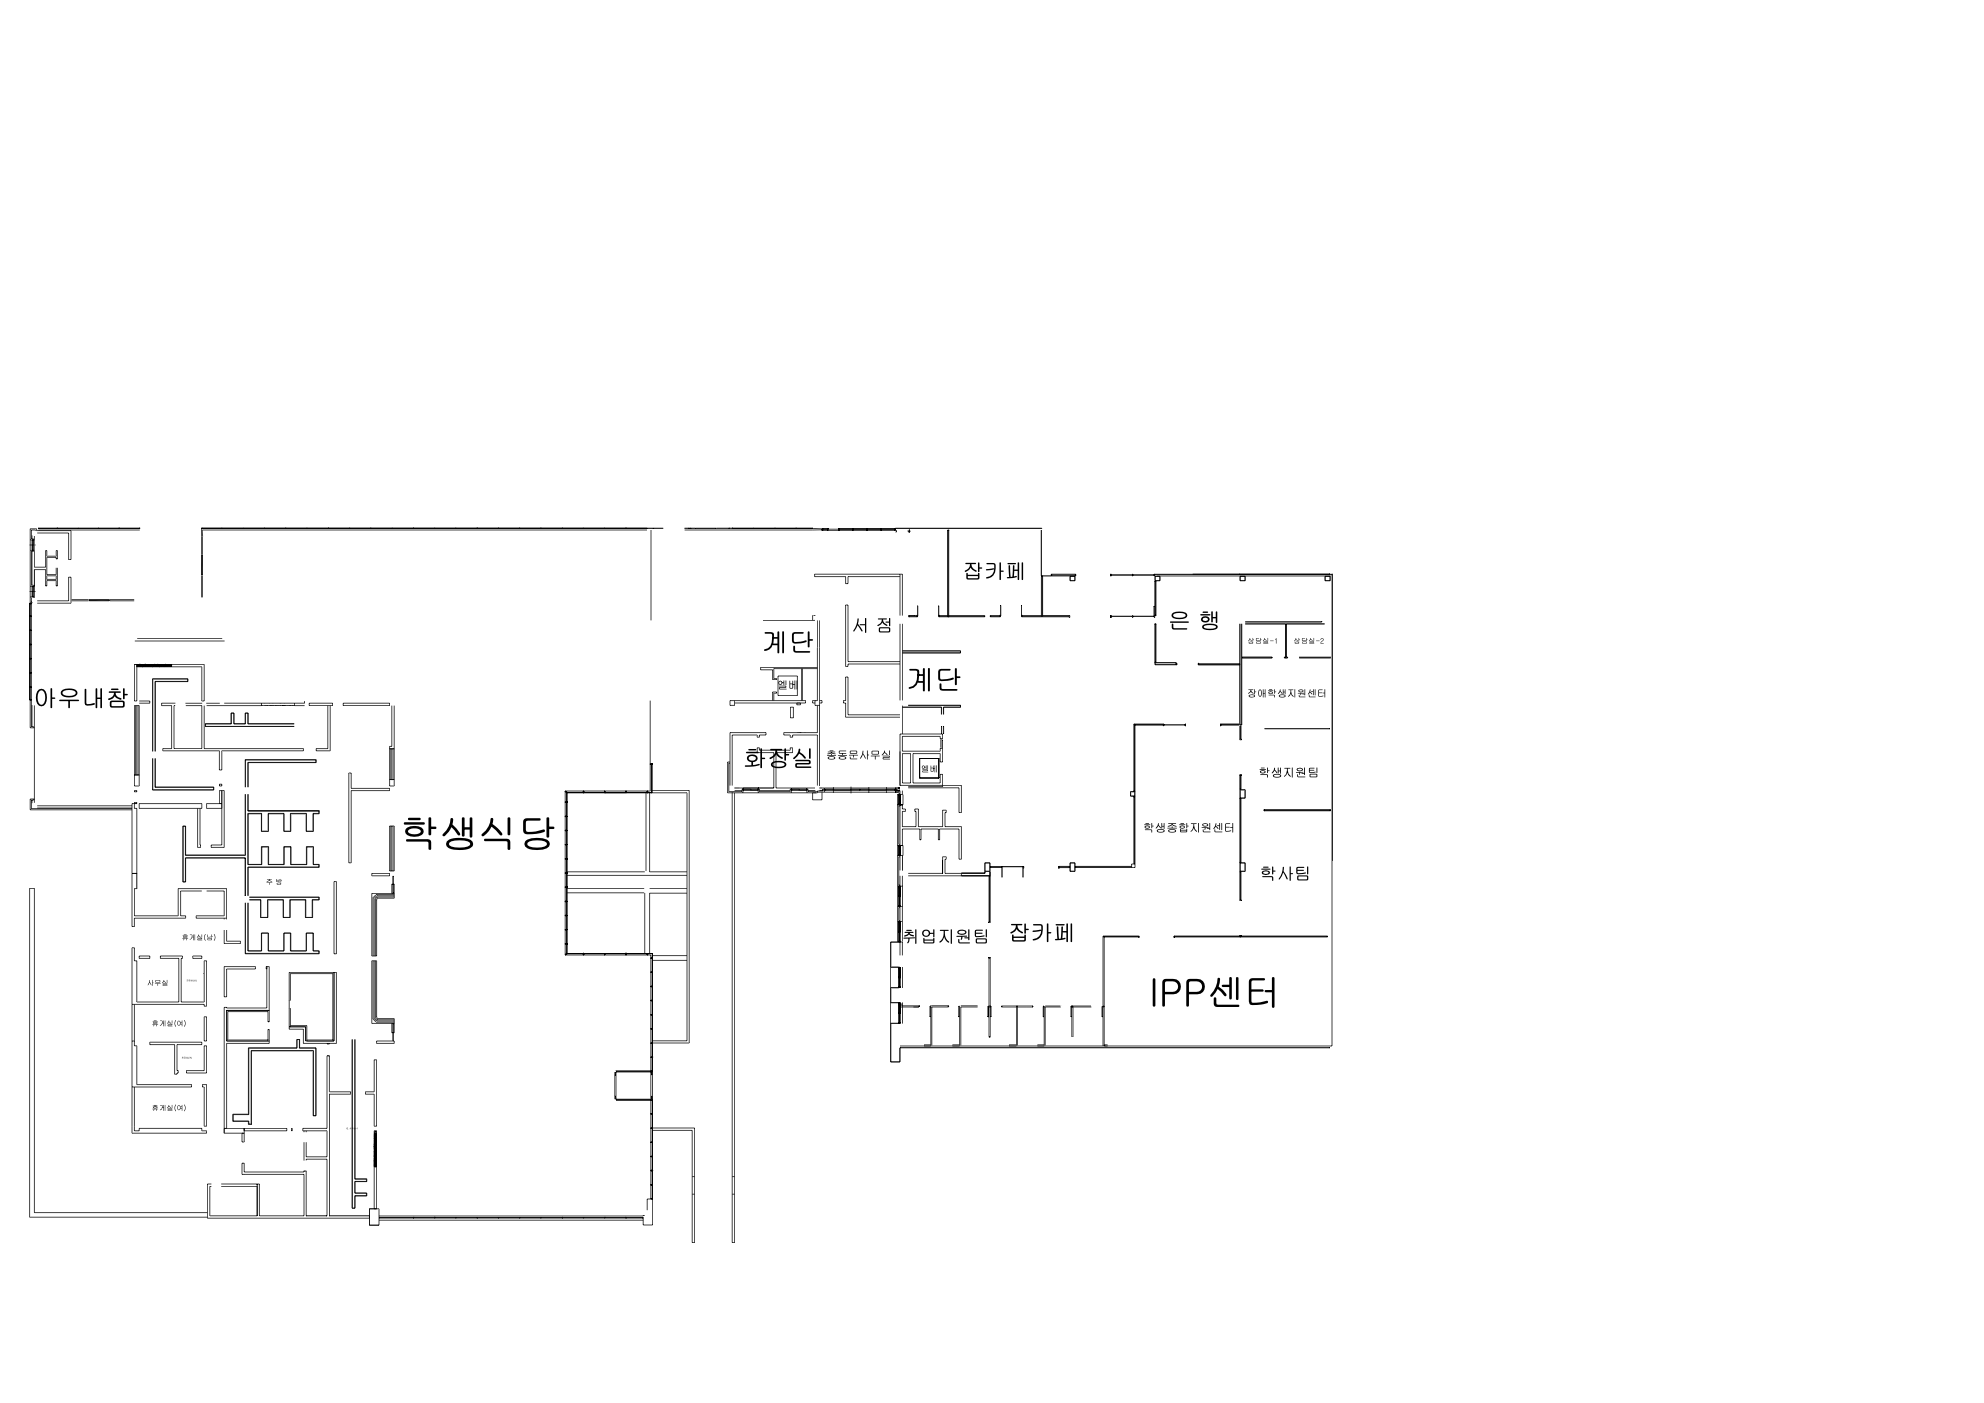 잡카페
은 행
서 점
계단
상담실-1
상담실-2
계단
엘베
장애학생지원센터
아우내참
화장실
총동문사무실
엘베
학생지원팀
학생식당
학생종합지원센터
학사팀
주 방
휴게실(남)
취업지원팀
잡카페
사무실
IPP센터
휴게실(여)
휴게실(여)